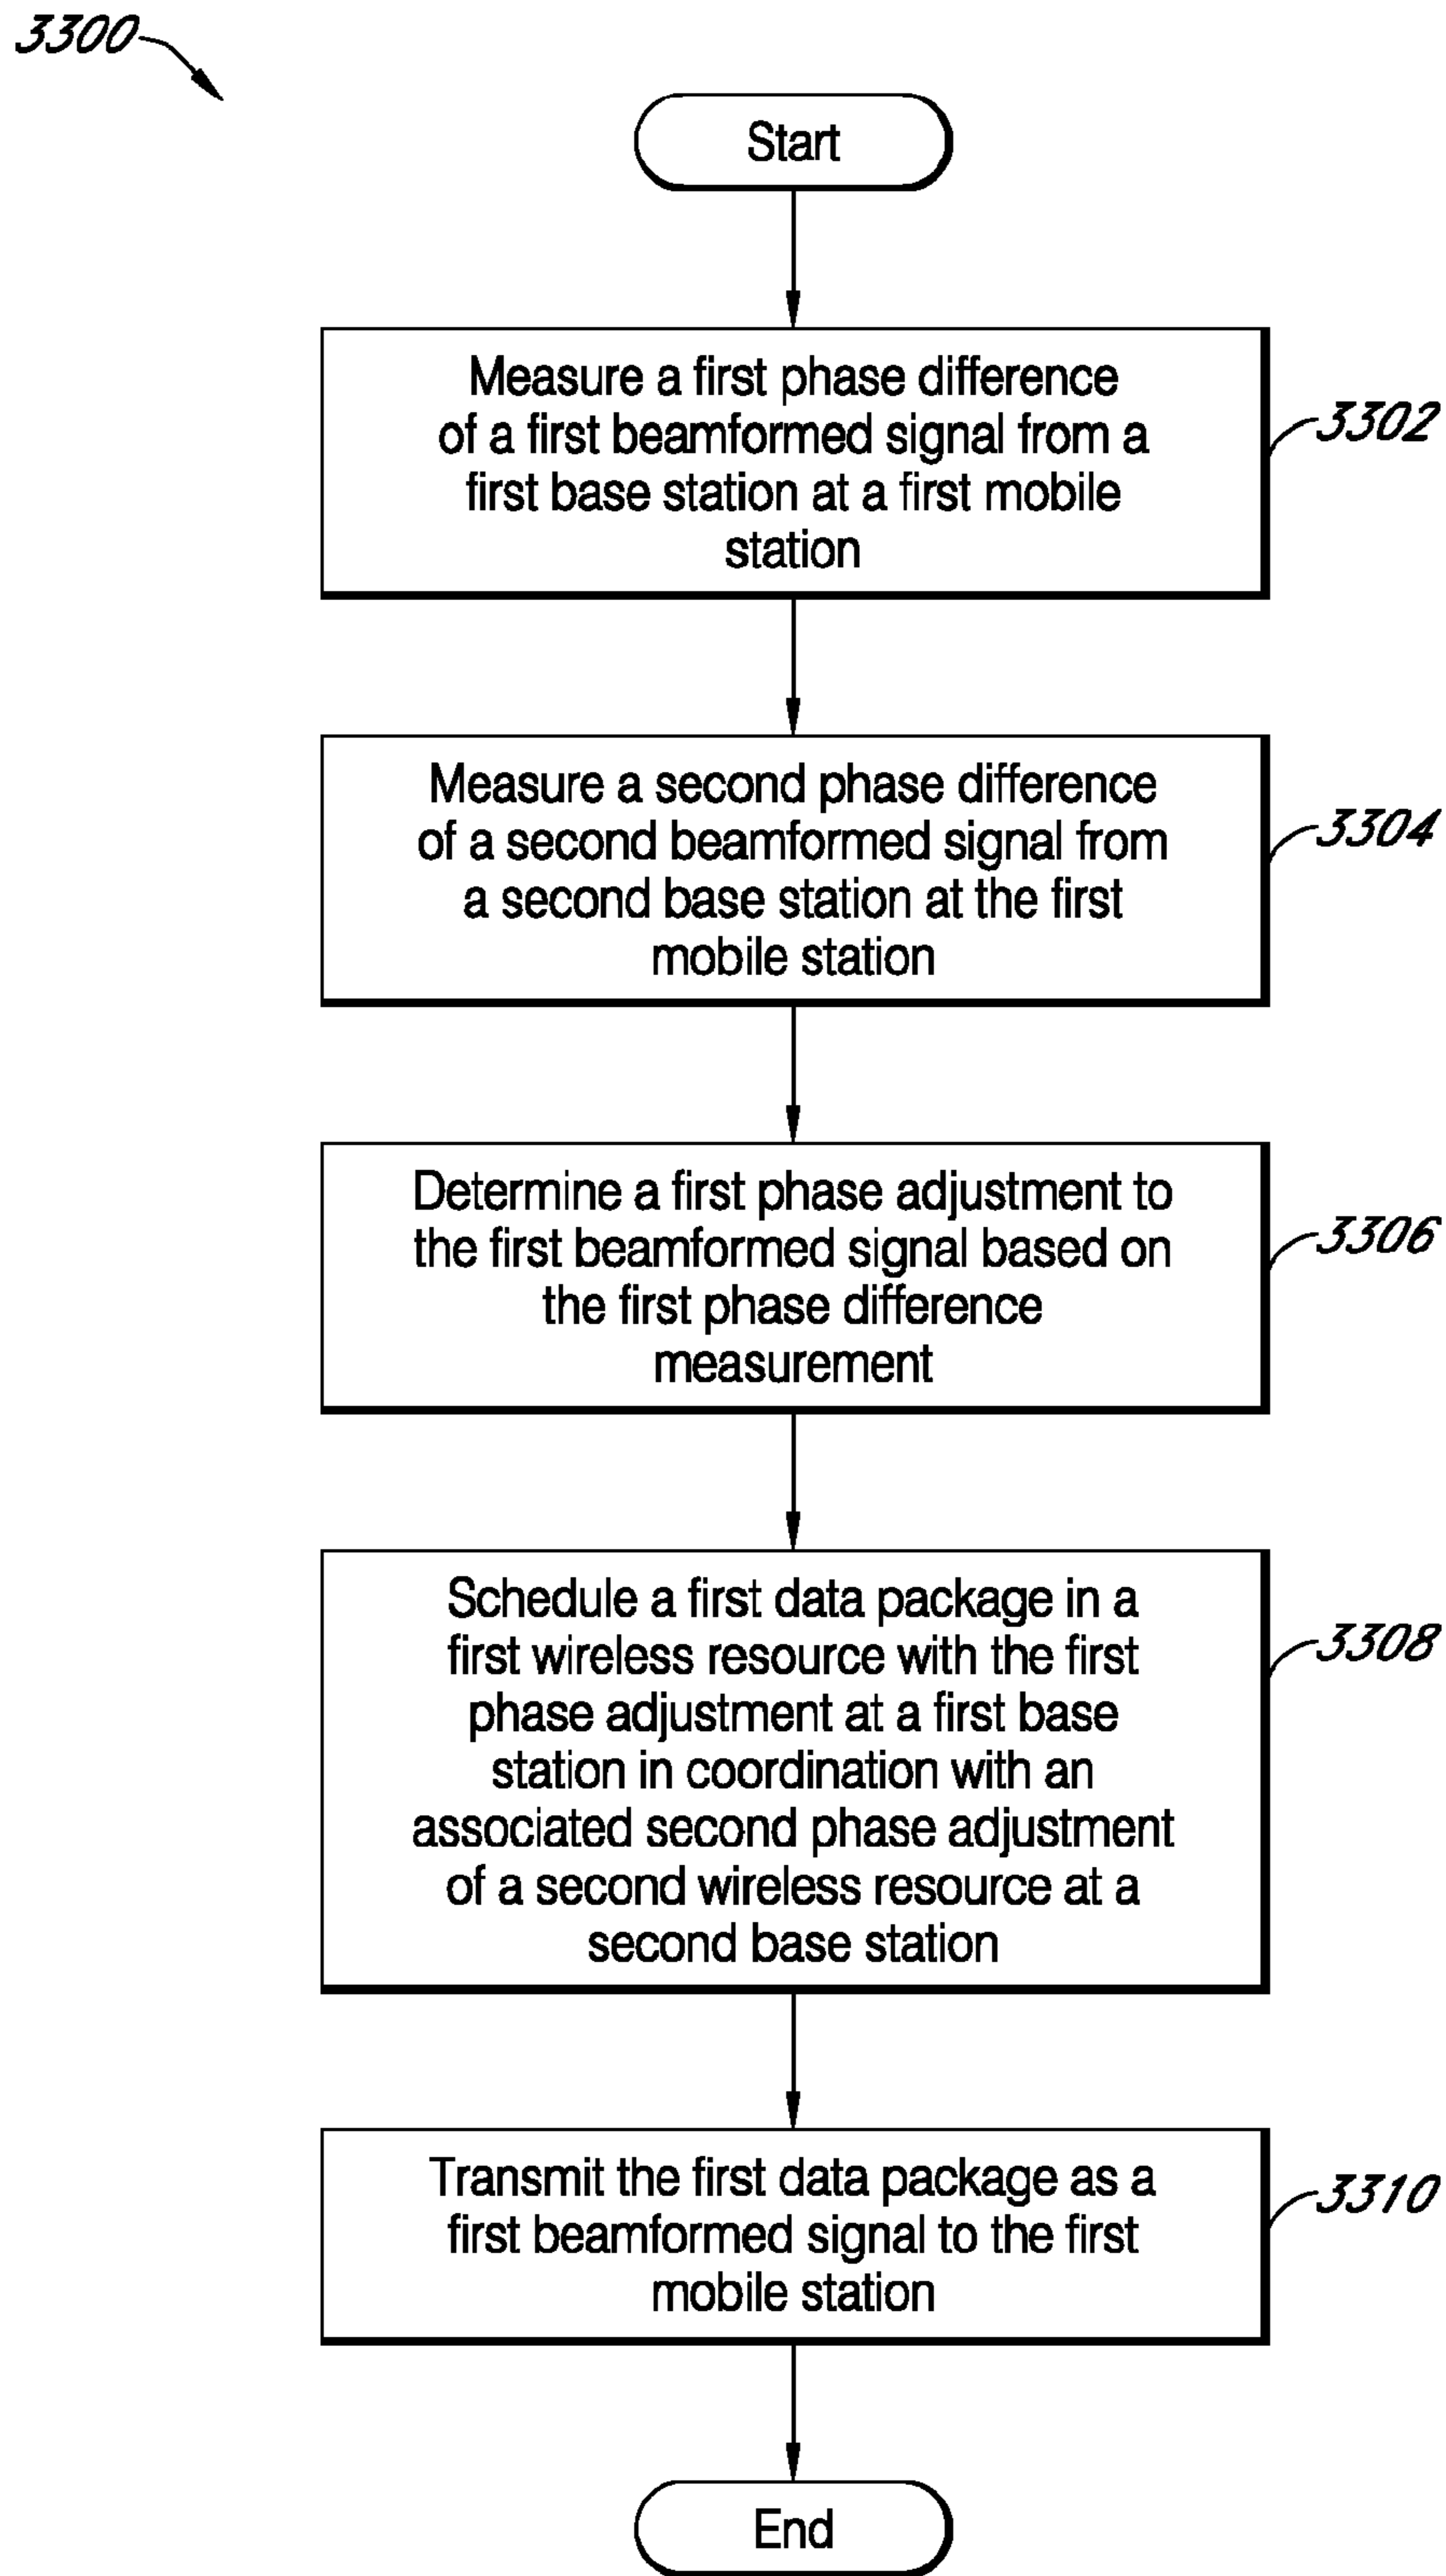 3300
Start
Measure a first phase difference
of a first beamformed signal from a
first base station at a first mobile
station
3302
Measure a second phase difference
of a second beamformed signal from
a second base station at the first
mobile station
3304
Determine a first phase adjustment to
the first beamformed signal based on
the first phase difference
measurement
3306
Schedule a first data package in a
first wireless resource with the first
phase adjustment at a first base
station in coordination with an
associated second phase adjustment
of a second wireless resource at a
second base station
3308
Transmit the first data package as a
first beamformed signal to the first
mobile station
3310
End